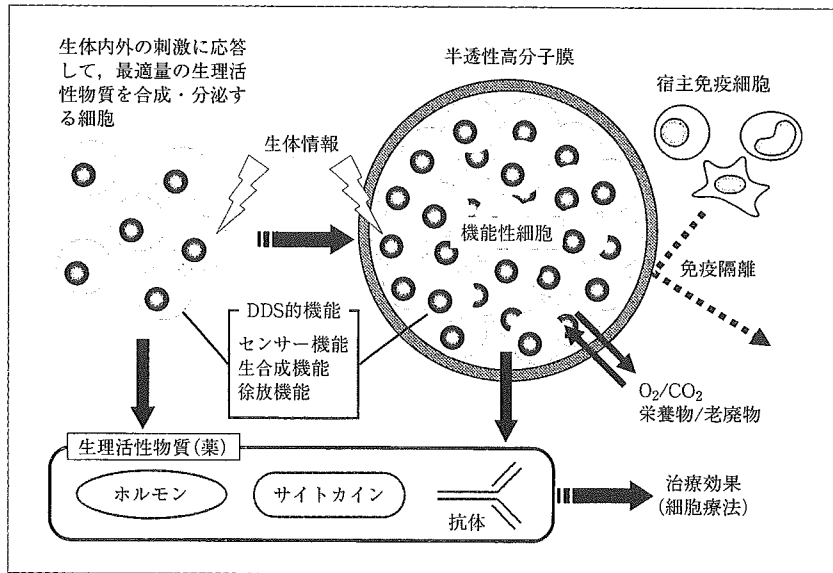 生体内外の刺激に応答
して，最適量の生理活
性物質を合成・分泌す
る細胞
生体情報
半透性高分子膜
宿主免疫細胞
機能性細胞
免疫隔離
DDS的機能
センサー機能
生合成機能
徐放機能
O2/CO2
栄養物/老廃物
生理活性物質(薬)
ホルモン
サイトカイン
抗体
治療効果
(細胞療法)